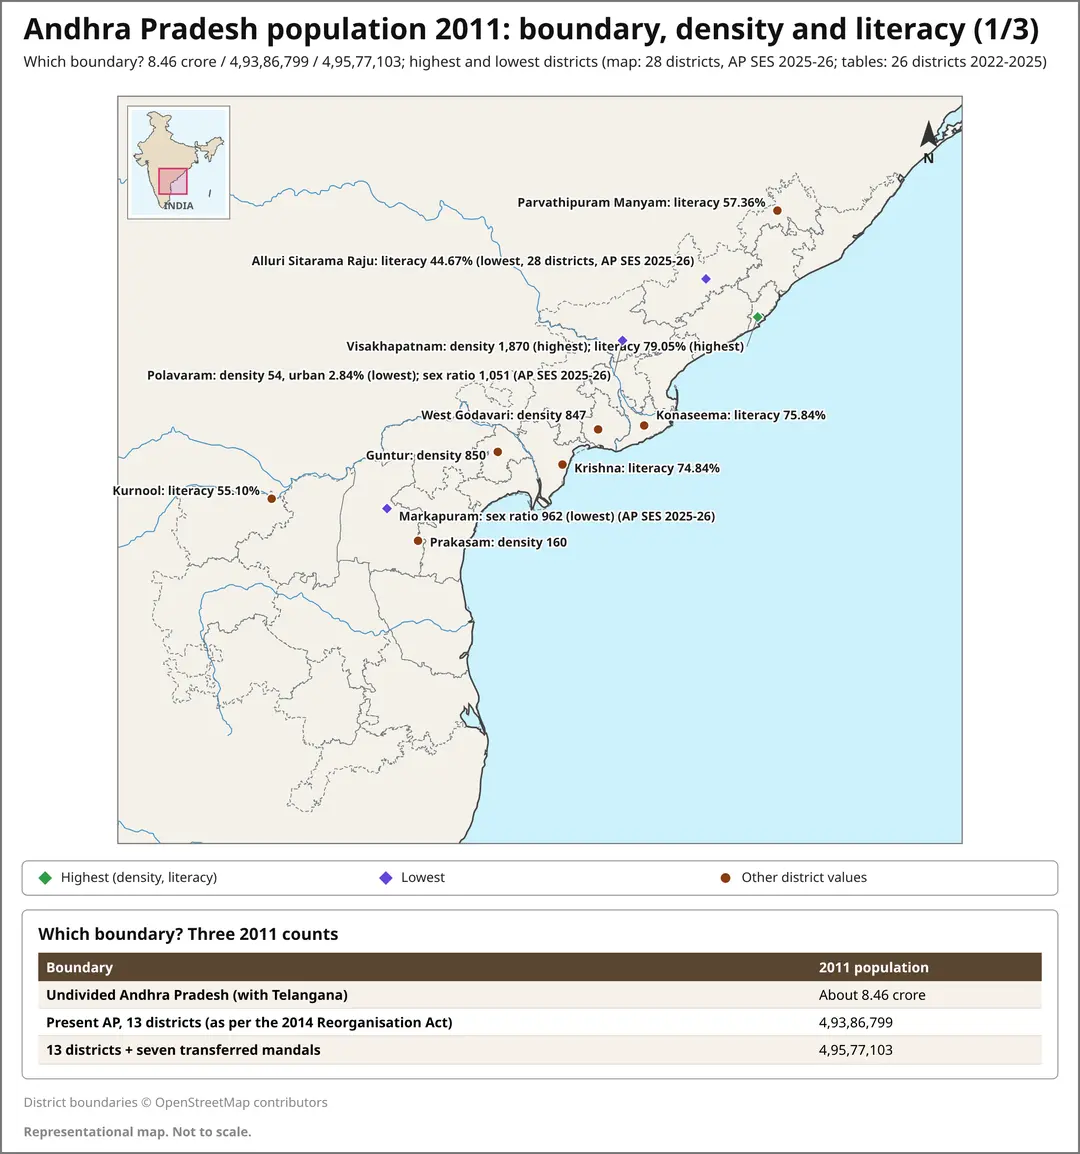 Andhra Pradesh population 2011: boundary, density and literacy (1/3)
Which boundary? 8.46 crore / 4,93,86,799 / 4,95,77,103; highest and lowest districts (map: 28 districts, AP SES 2025-26; tables: 26 districts 2022-2025)
INDIA
N
Parvathipuram Manyam: literacy 57.36%
Alluri Sitarama Raju: literacy 44.67% (lowest, 28 districts, AP SES 2025-26)
Visakhapatnam: density 1,870 (highest); literacy 79.05% (highest)
Polavaram: density 54, urban 2.84% (lowest); sex ratio 1,051 (AP SES 2025-26)
West Godavari: density 847
Konaseema: literacy 75.84%
Guntur: density 850
Krishna: literacy 74.84%
Kurnool: literacy 55.10%
Markapuram: sex ratio 962 (lowest) (AP SES 2025-26)
Prakasam: density 160
Highest (density, literacy)
Lowest
Other district values
Which boundary? Three 2011 counts
Boundary 2011 population
Undivided Andhra Pradesh (with Telangana) About 8.46 crore
Present AP, 13 districts (as per the 2014 Reorganisation Act) 4,93,86,799
13 districts + seven transferred mandals 4,95,77,103
District boundaries © OpenStreetMap contributors
Representational map. Not to scale.